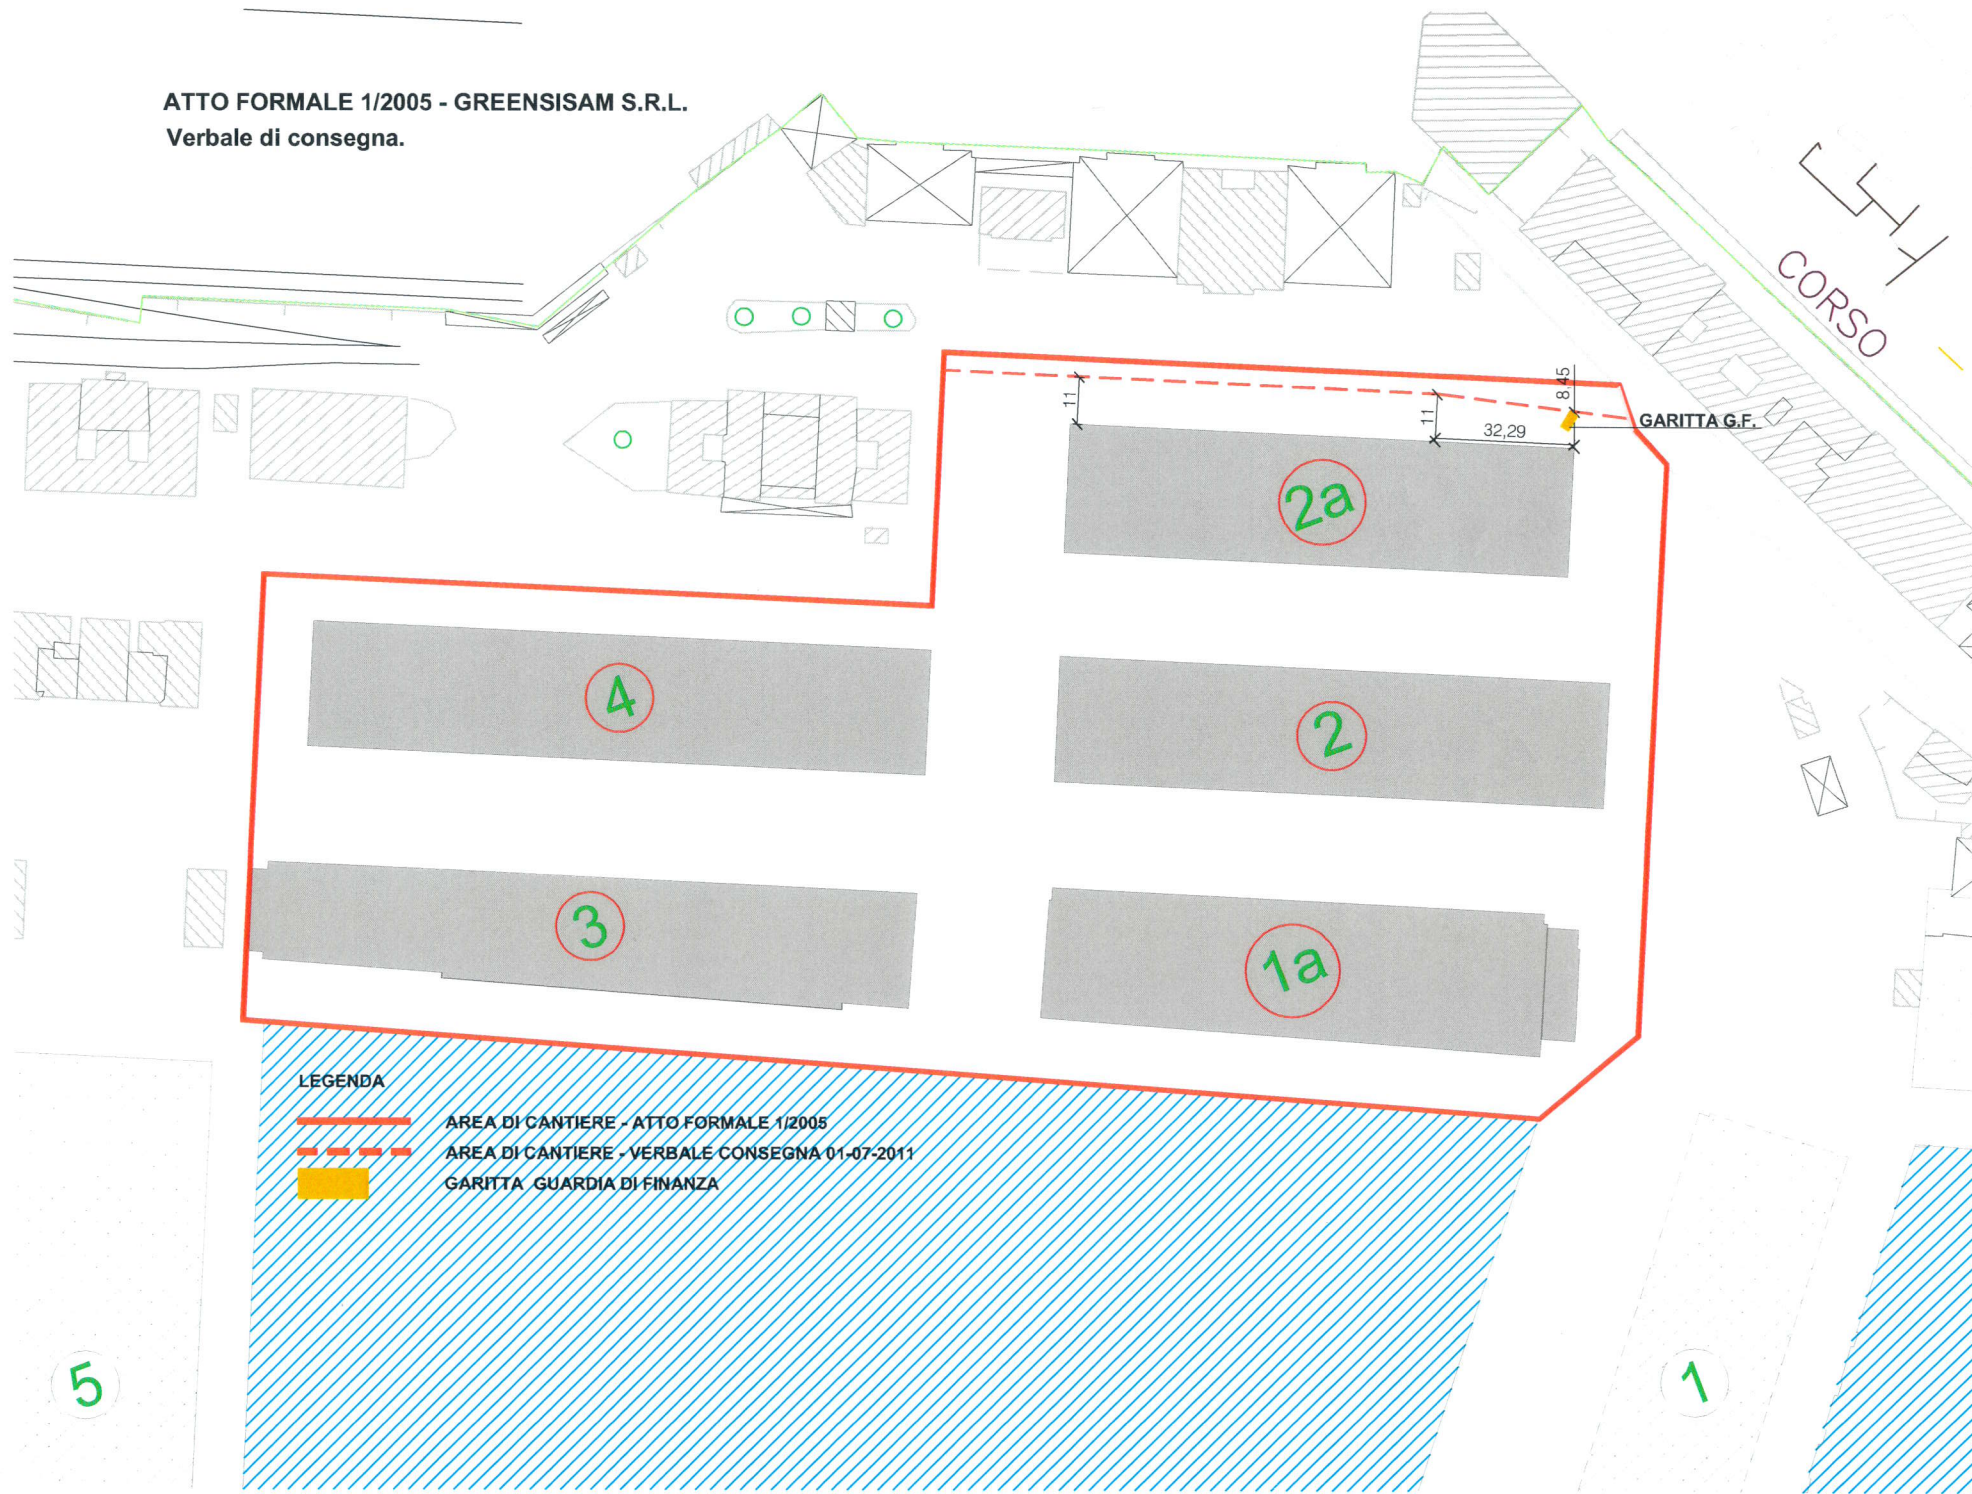 ATTO FORMALE 1/2005 - GREENSISAM S.R.L.
Verbale di consegna.
CORSO
8,45
11
11
32,29
GARITTA G.F.
2a
4
2
3
1a
LEGENDA
AREA DI CANTIERE - ATTO FORMALE 1/2005
AREA DI CANTIERE - VERBALE CONSEGNA 01-07-2011
GARITTA GUARDIA DI FINANZA
5
1